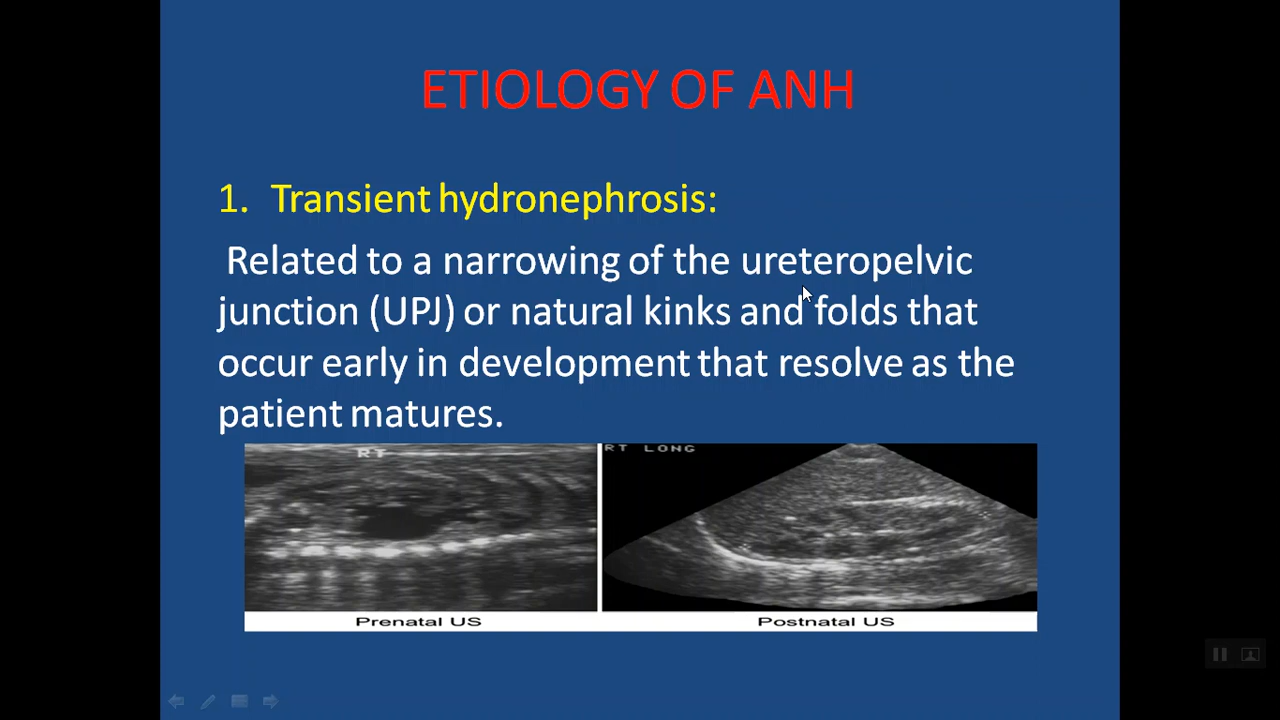 ETIOLOGY OF ANH
1. Transient hydronephrosis:
Related to a narrowing of the ureteropelvic
junction (UPJ) or natural kinks and folds that
occur early in development that resolve as the
patient matures.
RT
RT LONG
Prenatal US
Postnatal US